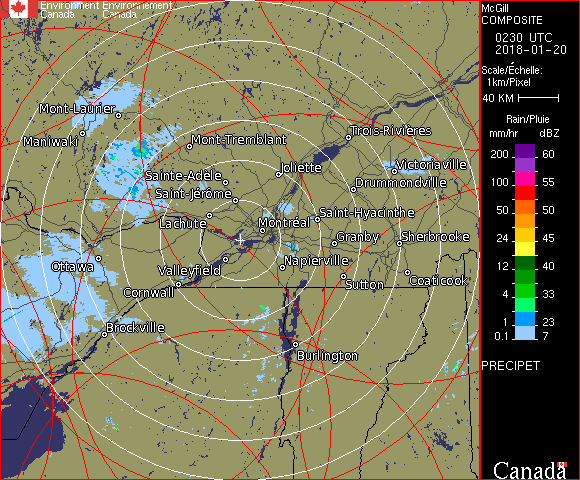 Environment Environnement
Canada Canada
McGill
COMPOSITE
0230 UTC
2018-01-20
Scale/Échelle:
1km/Pixel
40 KM
Rain/Pluie
mm/hr dBZ
200 60
100 55
50 50
24 45
12 40
4 33
1 23
0.1 7
PRECIPET
Canada
Mont-Laurier
Maniwaki
Mont-Tremblant
Trois-Rivières
Sainte-Adèle
Joliette
Victoriaville
Saint-Jérôme
Drummondville
Lachute
Montréal
Saint-Hyacinthe
Granby
Sherbrooke
Ottawa
Valleyfield
Napierville
Cornwall
Sutton
Coaticook
Brockville
Burlington